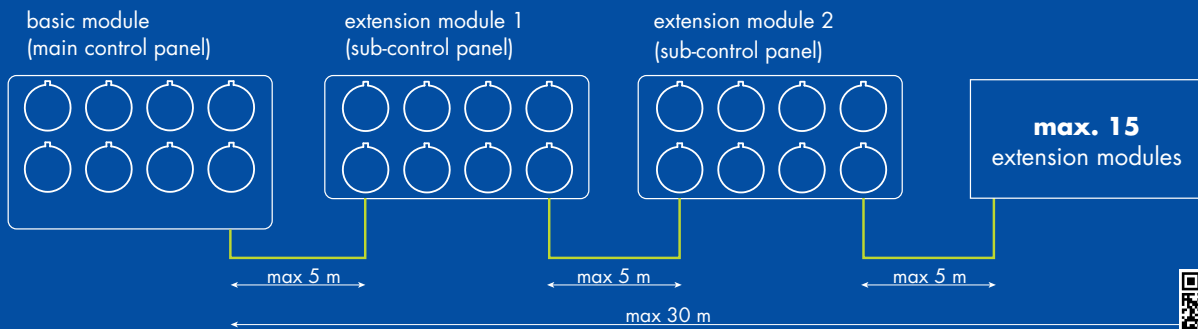 basic module
(main control panel)
extension module 1
(sub-control panel)
extension module 2
(sub-control panel)
max. 15
extension modules
max 5 m
max 5 m
max 5 m
max 30 m